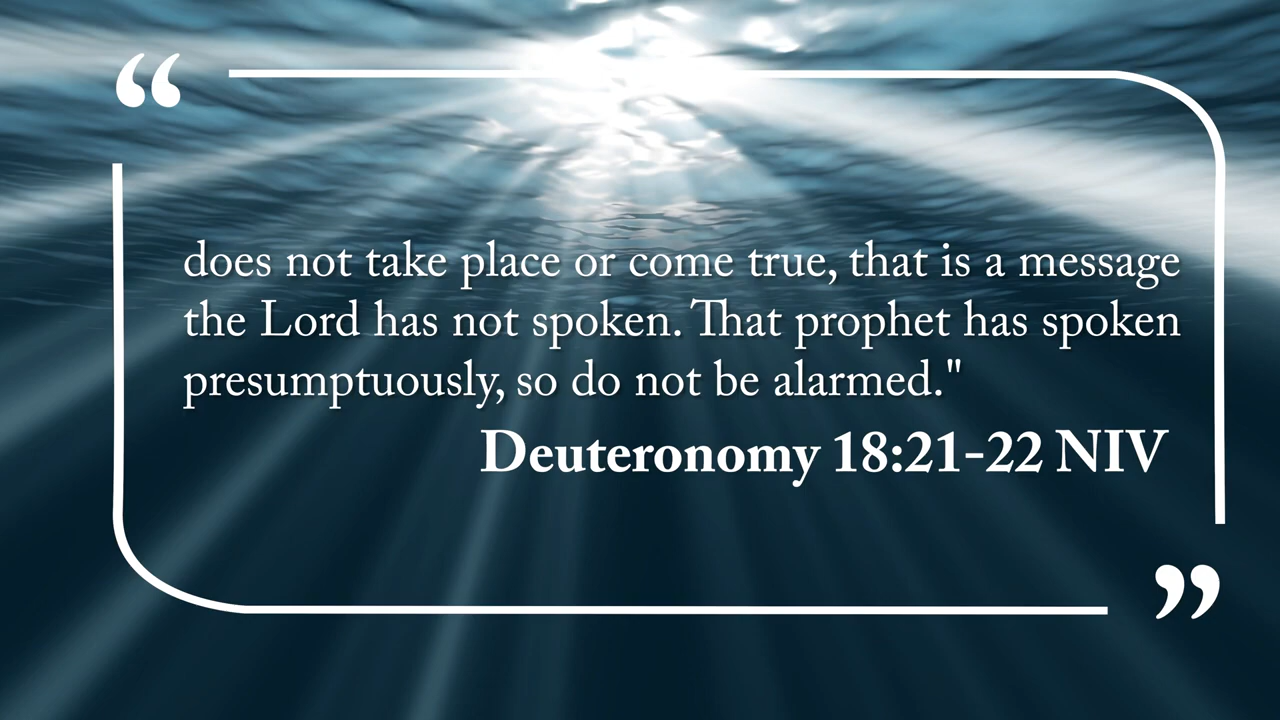 “
does not take place or come true, that is a message
the Lord has not spoken. That prophet has spoken
presumptuously, so do not be alarmed."
Deuteronomy 18:21-22 NIV
”